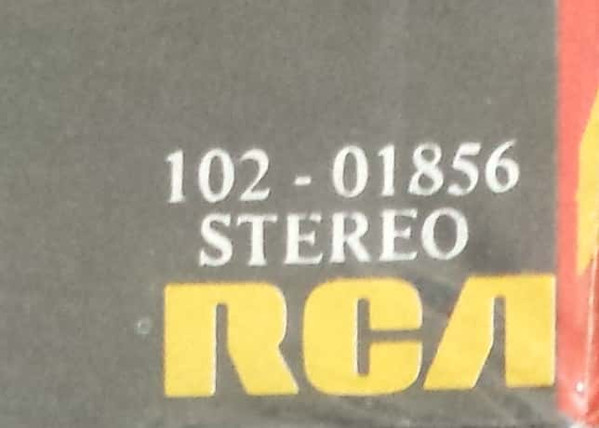 102 - 01856
STEREO
RCA